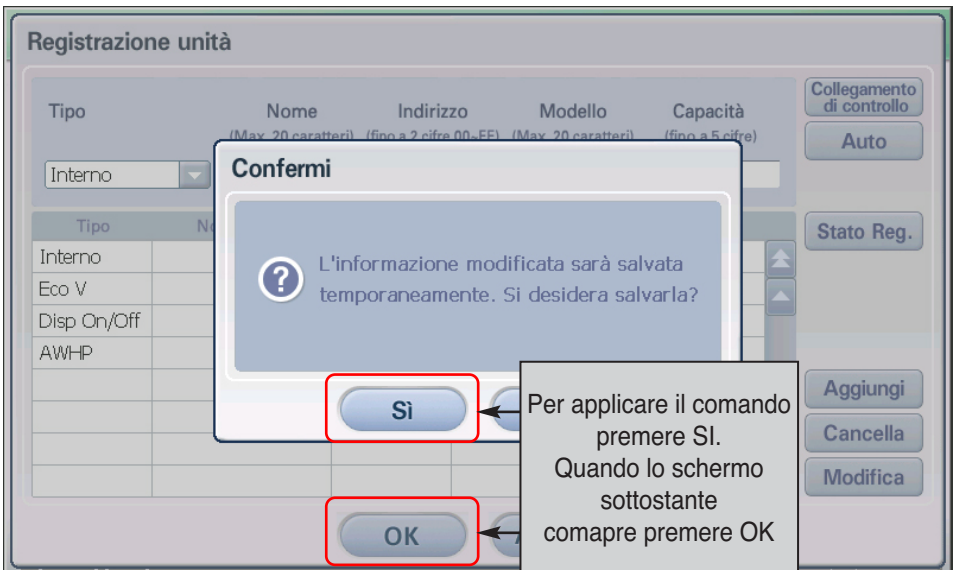 Registrazione unità
Tipo Nome Indirizzo Modello Capacità
(Max. 20 caratteri) (fino a 2 cifre 00~FF) (Max. 20 caratteri) (fino a 5 cifre)
Interno
Collegamento
di controllo
Auto
Stato Reg.
Tipo
Interno
Eco V
Disp On/Off
AWHP
Confermi
L'informazione modificata sarà salvata
temporaneamente. Si desidera salvarla?
Sì
Per applicare il comando
premere SI.
Quando lo schermo
sottostante
comapre premere OK
Aggiungi
Cancella
Modifica
OK